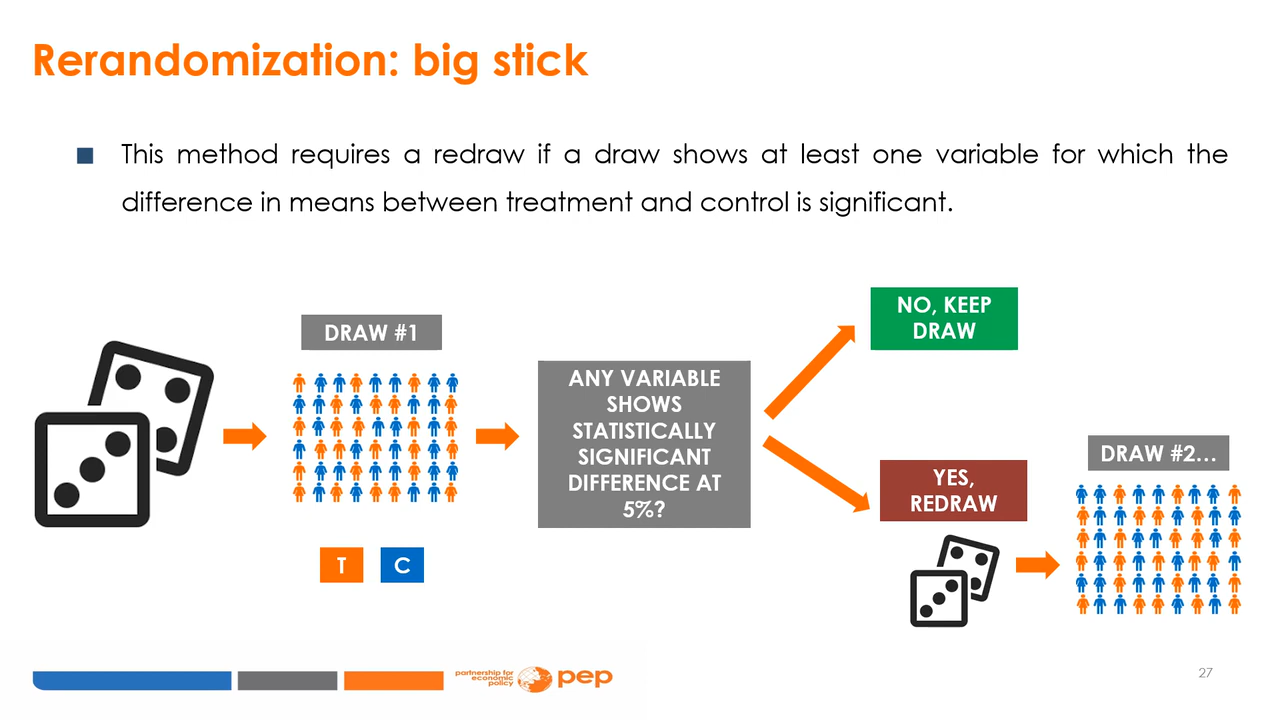 Rerandomization: big stick
■ This method requires a redraw if a draw shows at least one variable for which the
difference in means between treatment and control is significant.
DRAW #1
ANY VARIABLE
SHOWS
STATISTICALLY
SIGNIFICANT
DIFFERENCE AT
5%?
NO, KEEP
DRAW
YES,
REDRAW
DRAW #2…
T
C
partnership for
economic
policy
pep
27